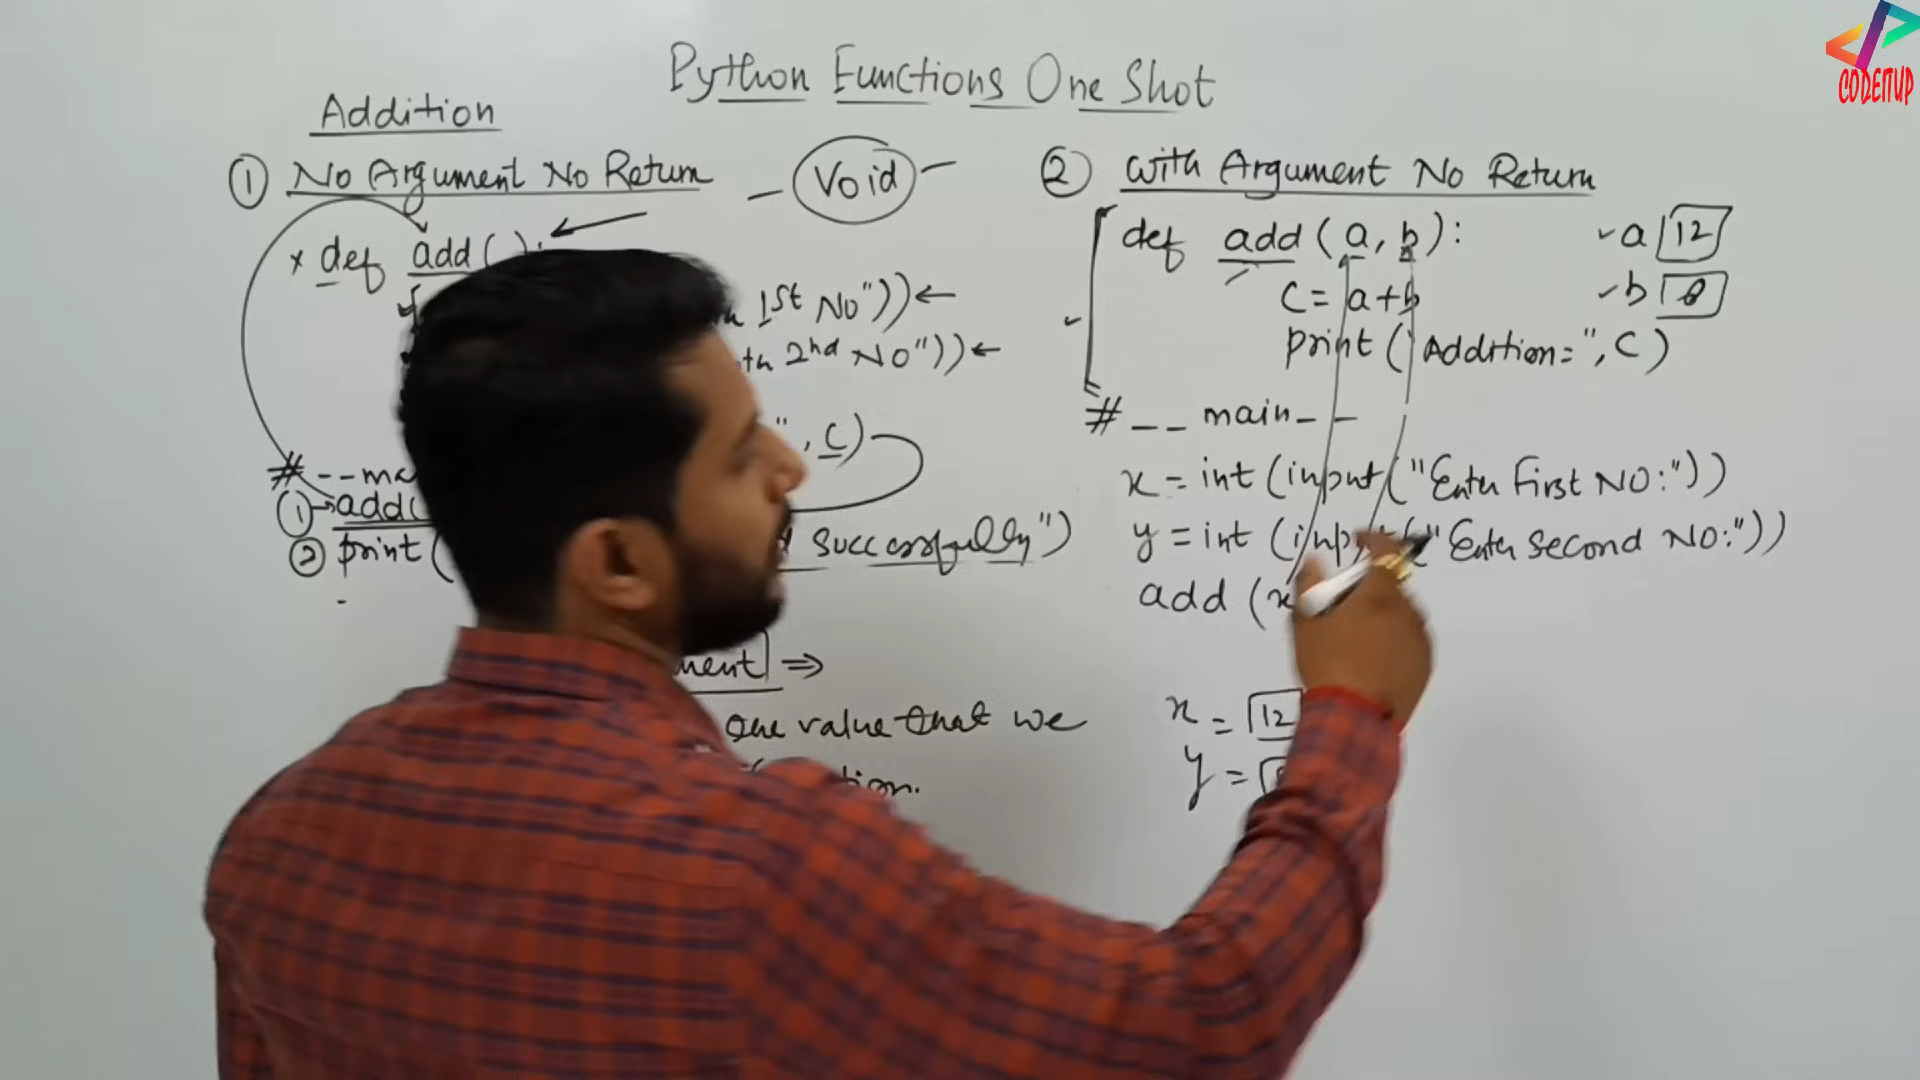 Python Functions One Shot
CODEITUP
Addition
① No Argument No Return
Void
* def add( ):
1st No"))←
th 2nd No"))←
", C)
# --ma
① add(
② print(
Successfully")
ment ⇒
one value that we
tion.
② With Argument No Return
def add(a, b):
C = a+b
print("Addition=", C)
a 12
b 8
# -- main--
x = int(input("Enter First NO:"))
y = int(input("Enter Second NO:"))
add (x
x = 12
y =